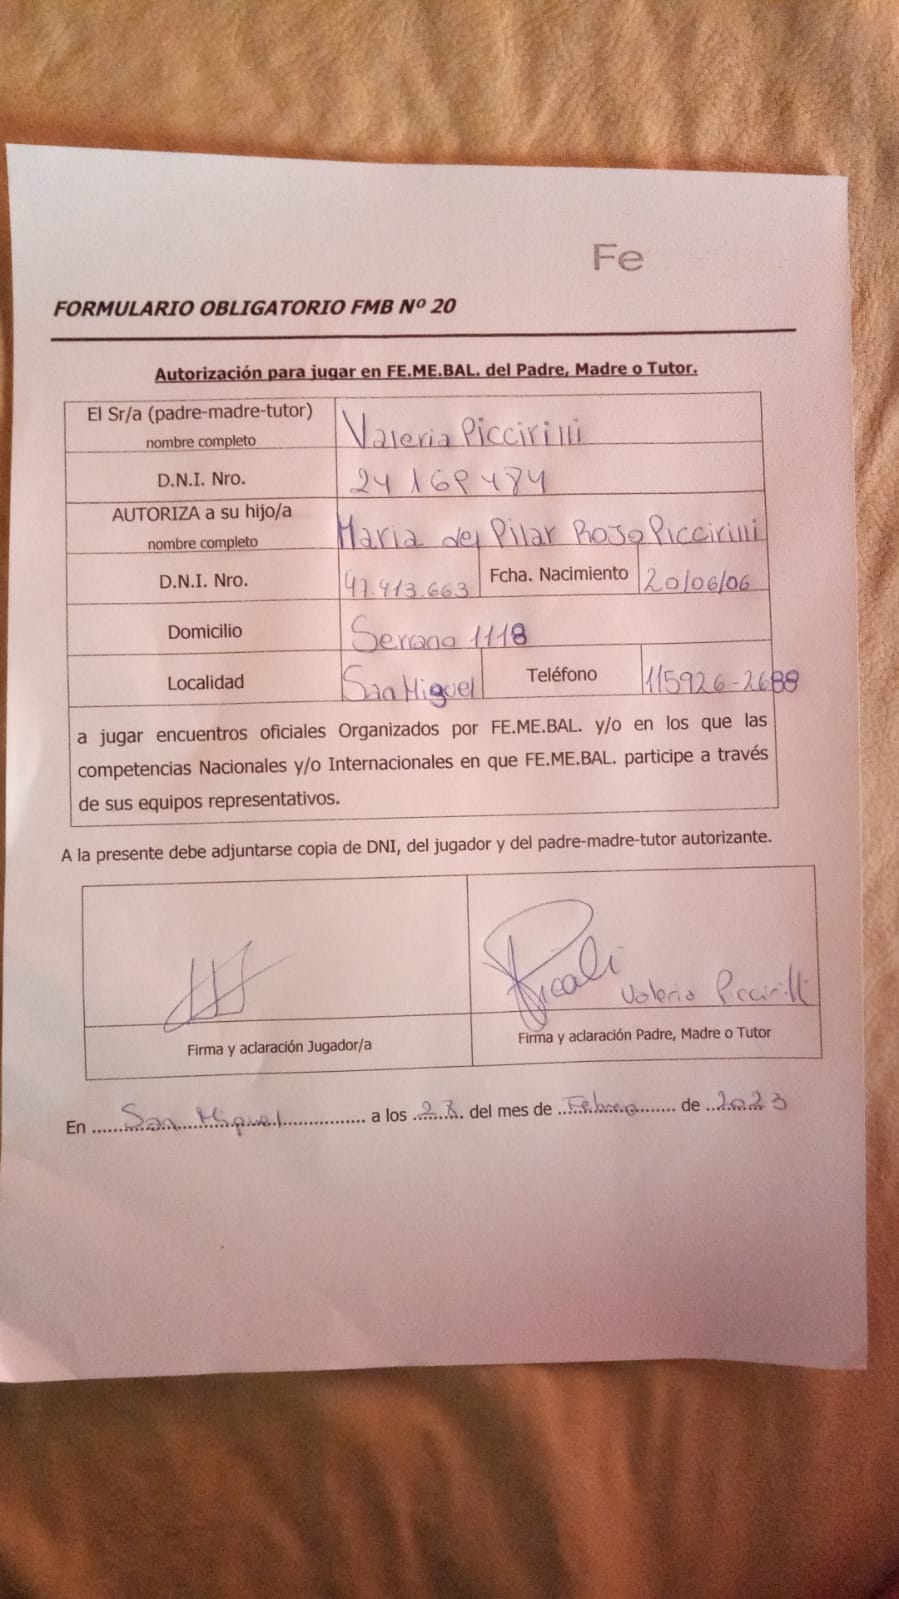 Fe
FORMULARIO OBLIGATORIO FMB Nº 20
Autorización para jugar en FE.ME.BAL. del Padre, Madre o Tutor.
El Sr/a (padre-madre-tutor) nombre completo Valeria Piccirilli
D.N.I. Nro. 24 169 484
AUTORIZA a su hijo/a nombre completo Maria del Pilar Rojo Piccirilli
D.N.I. Nro. 47.413.663 Fcha. Nacimiento 20/06/06
Domicilio Serrano 1118
Localidad San Miguel Teléfono 115926-2688
a jugar encuentros oficiales Organizados por FE.ME.BAL. y/o en los que las
competencias Nacionales y/o Internacionales en que FE.ME.BAL. participe a través
de sus equipos representativos.
A la presente debe adjuntarse copia de DNI, del jugador y del padre-madre-tutor autorizante.
Valeria Piccirilli
Firma y aclaración Jugador/a Firma y aclaración Padre, Madre o Tutor
En San Miguel a los 28 del mes de Febrero de 2023